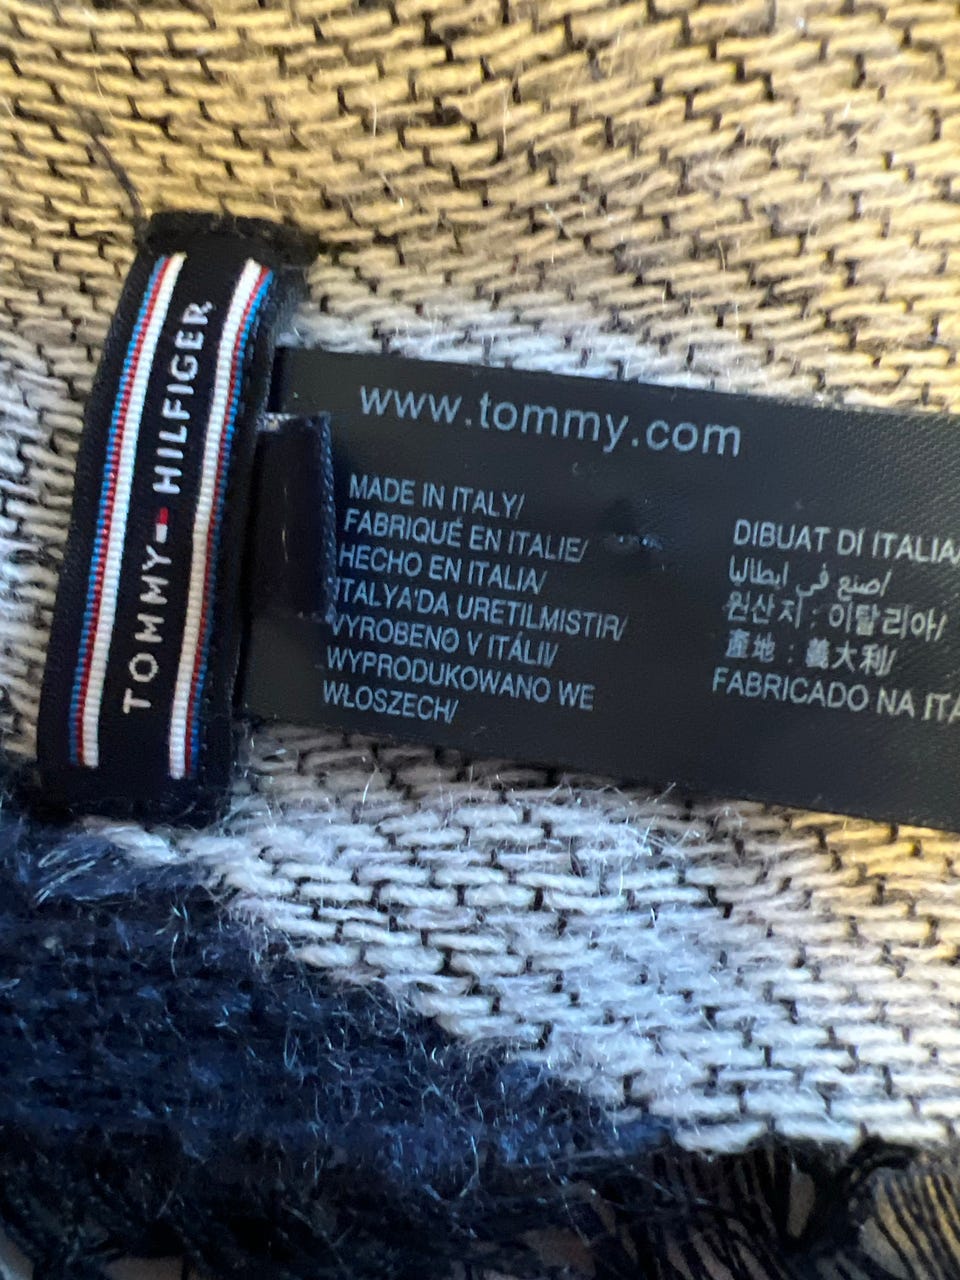 TOMMY HILFIGER
www.tommy.com
MADE IN ITALY/
FABRIQUÉ EN ITALIE/
HECHO EN ITALIA/
ITALYA'DA URETILMISTIR/
VYROBENO V ITÁLII/
WYPRODUKOWANO WE
WŁOSZECH/
DIBUAT DI ITALIA/
اصنع في ايطاليا
원산지 : 이탈리아/
產地 : 義大利/
FABRICADO NA